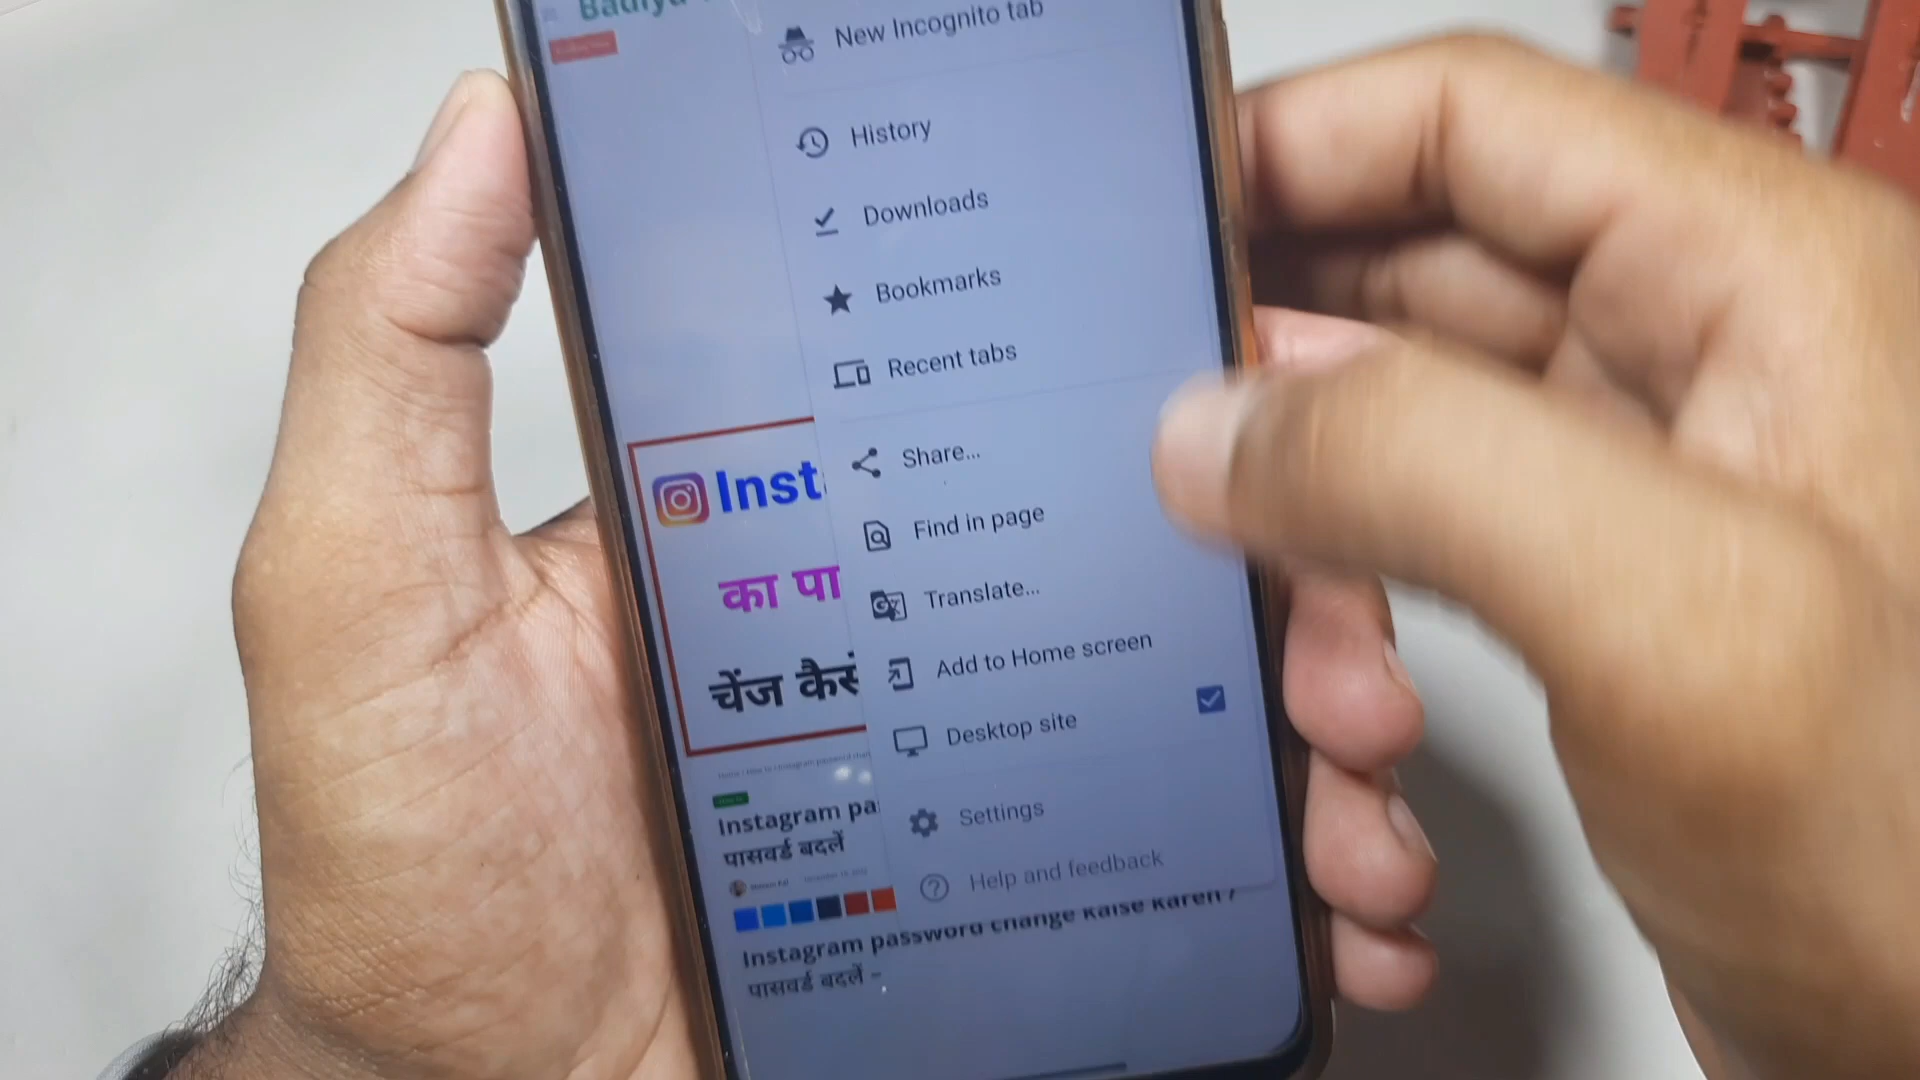 Badiya
New Incognito tab
History
Downloads
Bookmarks
Recent tabs
Share...
Find in page
Translate...
Add to Home screen
Desktop site
Settings
Help and feedback
Inst
का पा
चेंज कैसे
Instagram pa
पासवर्ड बदलें
Instagram password change kaise karen /
पासवर्ड बदलें –